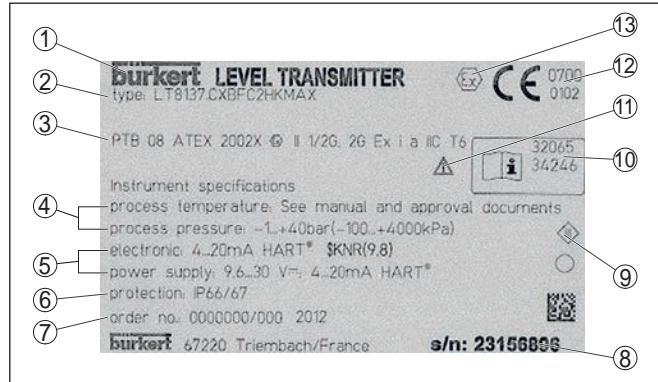 1
13
burkert LEVEL TRANSMITTER
Ex
CE 0700
0102
12
2
type: LT8137.CXBFC2HKMAX
11
3
PTB 08 ATEX 2002X Ex II 1/2G, 2G Ex i a IIC T6
32065
34246
10
i
Instrument specifications
4
process temperature: See manual and approval documents
process pressure: -1...+40bar(-100...+4000kPa)
5
electronic: 4...20mA HART® $KNR(9.8)
9
power supply: 9.6...30 V⎓, 4...20mA HART®
6
protection: IP66/67
7
order no.: 0000000/000 2012
burkert 67220 Triembach/France s/n: 23156896
8